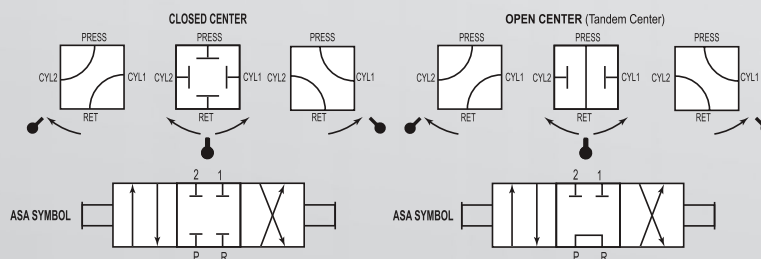 CLOSED CENTER
PRESS PRESS PRESS
CYL2 CYL1 CYL2 CYL1 CYL2 CYL1
RET RET RET
2 1
ASA SYMBOL
P R
OPEN CENTER (Tandem Center)
PRESS PRESS PRESS
CYL2 CYL1 CYL2 CYL1 CYL2 CYL1
RET RET RET
2 1
ASA SYMBOL
P R